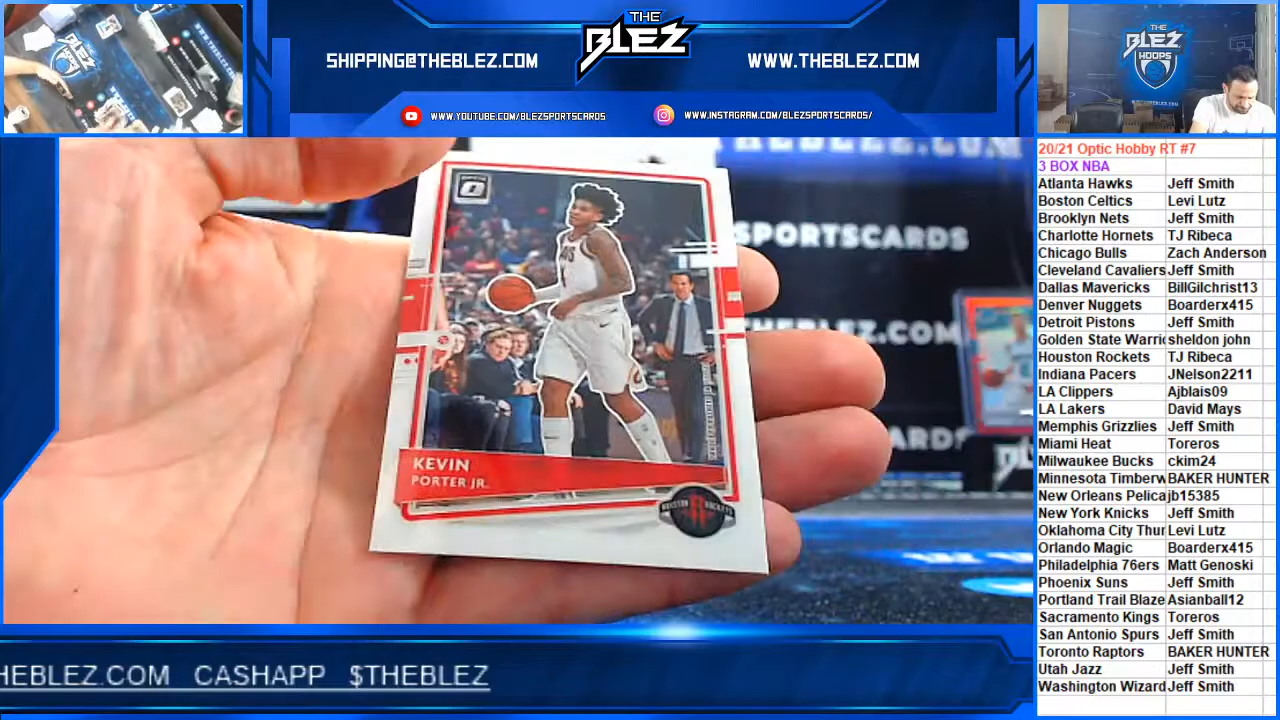 THE
BLEZ
SHIPPING@THEBLEZ.COM
WWW.THEBLEZ.COM
WWW.YOUTUBE.COM/BLEZSPORTSCARDS
WWW.INSTAGRAM.COM/BLEZSPORTSCARDS/
THE
BLEZ
HOOPS
SPORTSCARDS
KEVIN
PORTER JR.
HOUSTON ROCKETS
HEBLEZ.COM CASHAPP $THEBLEZ
20/21 Optic Hobby RT #7
3 BOX NBA
Atlanta Hawks Jeff Smith
Boston Celtics Levi Lutz
Brooklyn Nets Jeff Smith
Charlotte Hornets TJ Ribeca
Chicago Bulls Zach Anderson
Cleveland Cavaliers Jeff Smith
Dallas Mavericks BillGilchrist13
Denver Nuggets Boarderx415
Detroit Pistons Jeff Smith
Golden State Warri sheldon john
Houston Rockets TJ Ribeca
Indiana Pacers JNelson2211
LA Clippers Ajblais09
LA Lakers David Mays
Memphis Grizzlies Jeff Smith
Miami Heat Toreros
Milwaukee Bucks ckim24
Minnesota Timberw BAKER HUNTER
New Orleans Pelica jb15385
New York Knicks Jeff Smith
Oklahoma City Thu Levi Lutz
Orlando Magic Boarderx415
Philadelphia 76ers Matt Genoski
Phoenix Suns Jeff Smith
Portland Trail Blaze Asianball12
Sacramento Kings Toreros
San Antonio Spurs Jeff Smith
Toronto Raptors BAKER HUNTER
Utah Jazz Jeff Smith
Washington Wizard Jeff Smith